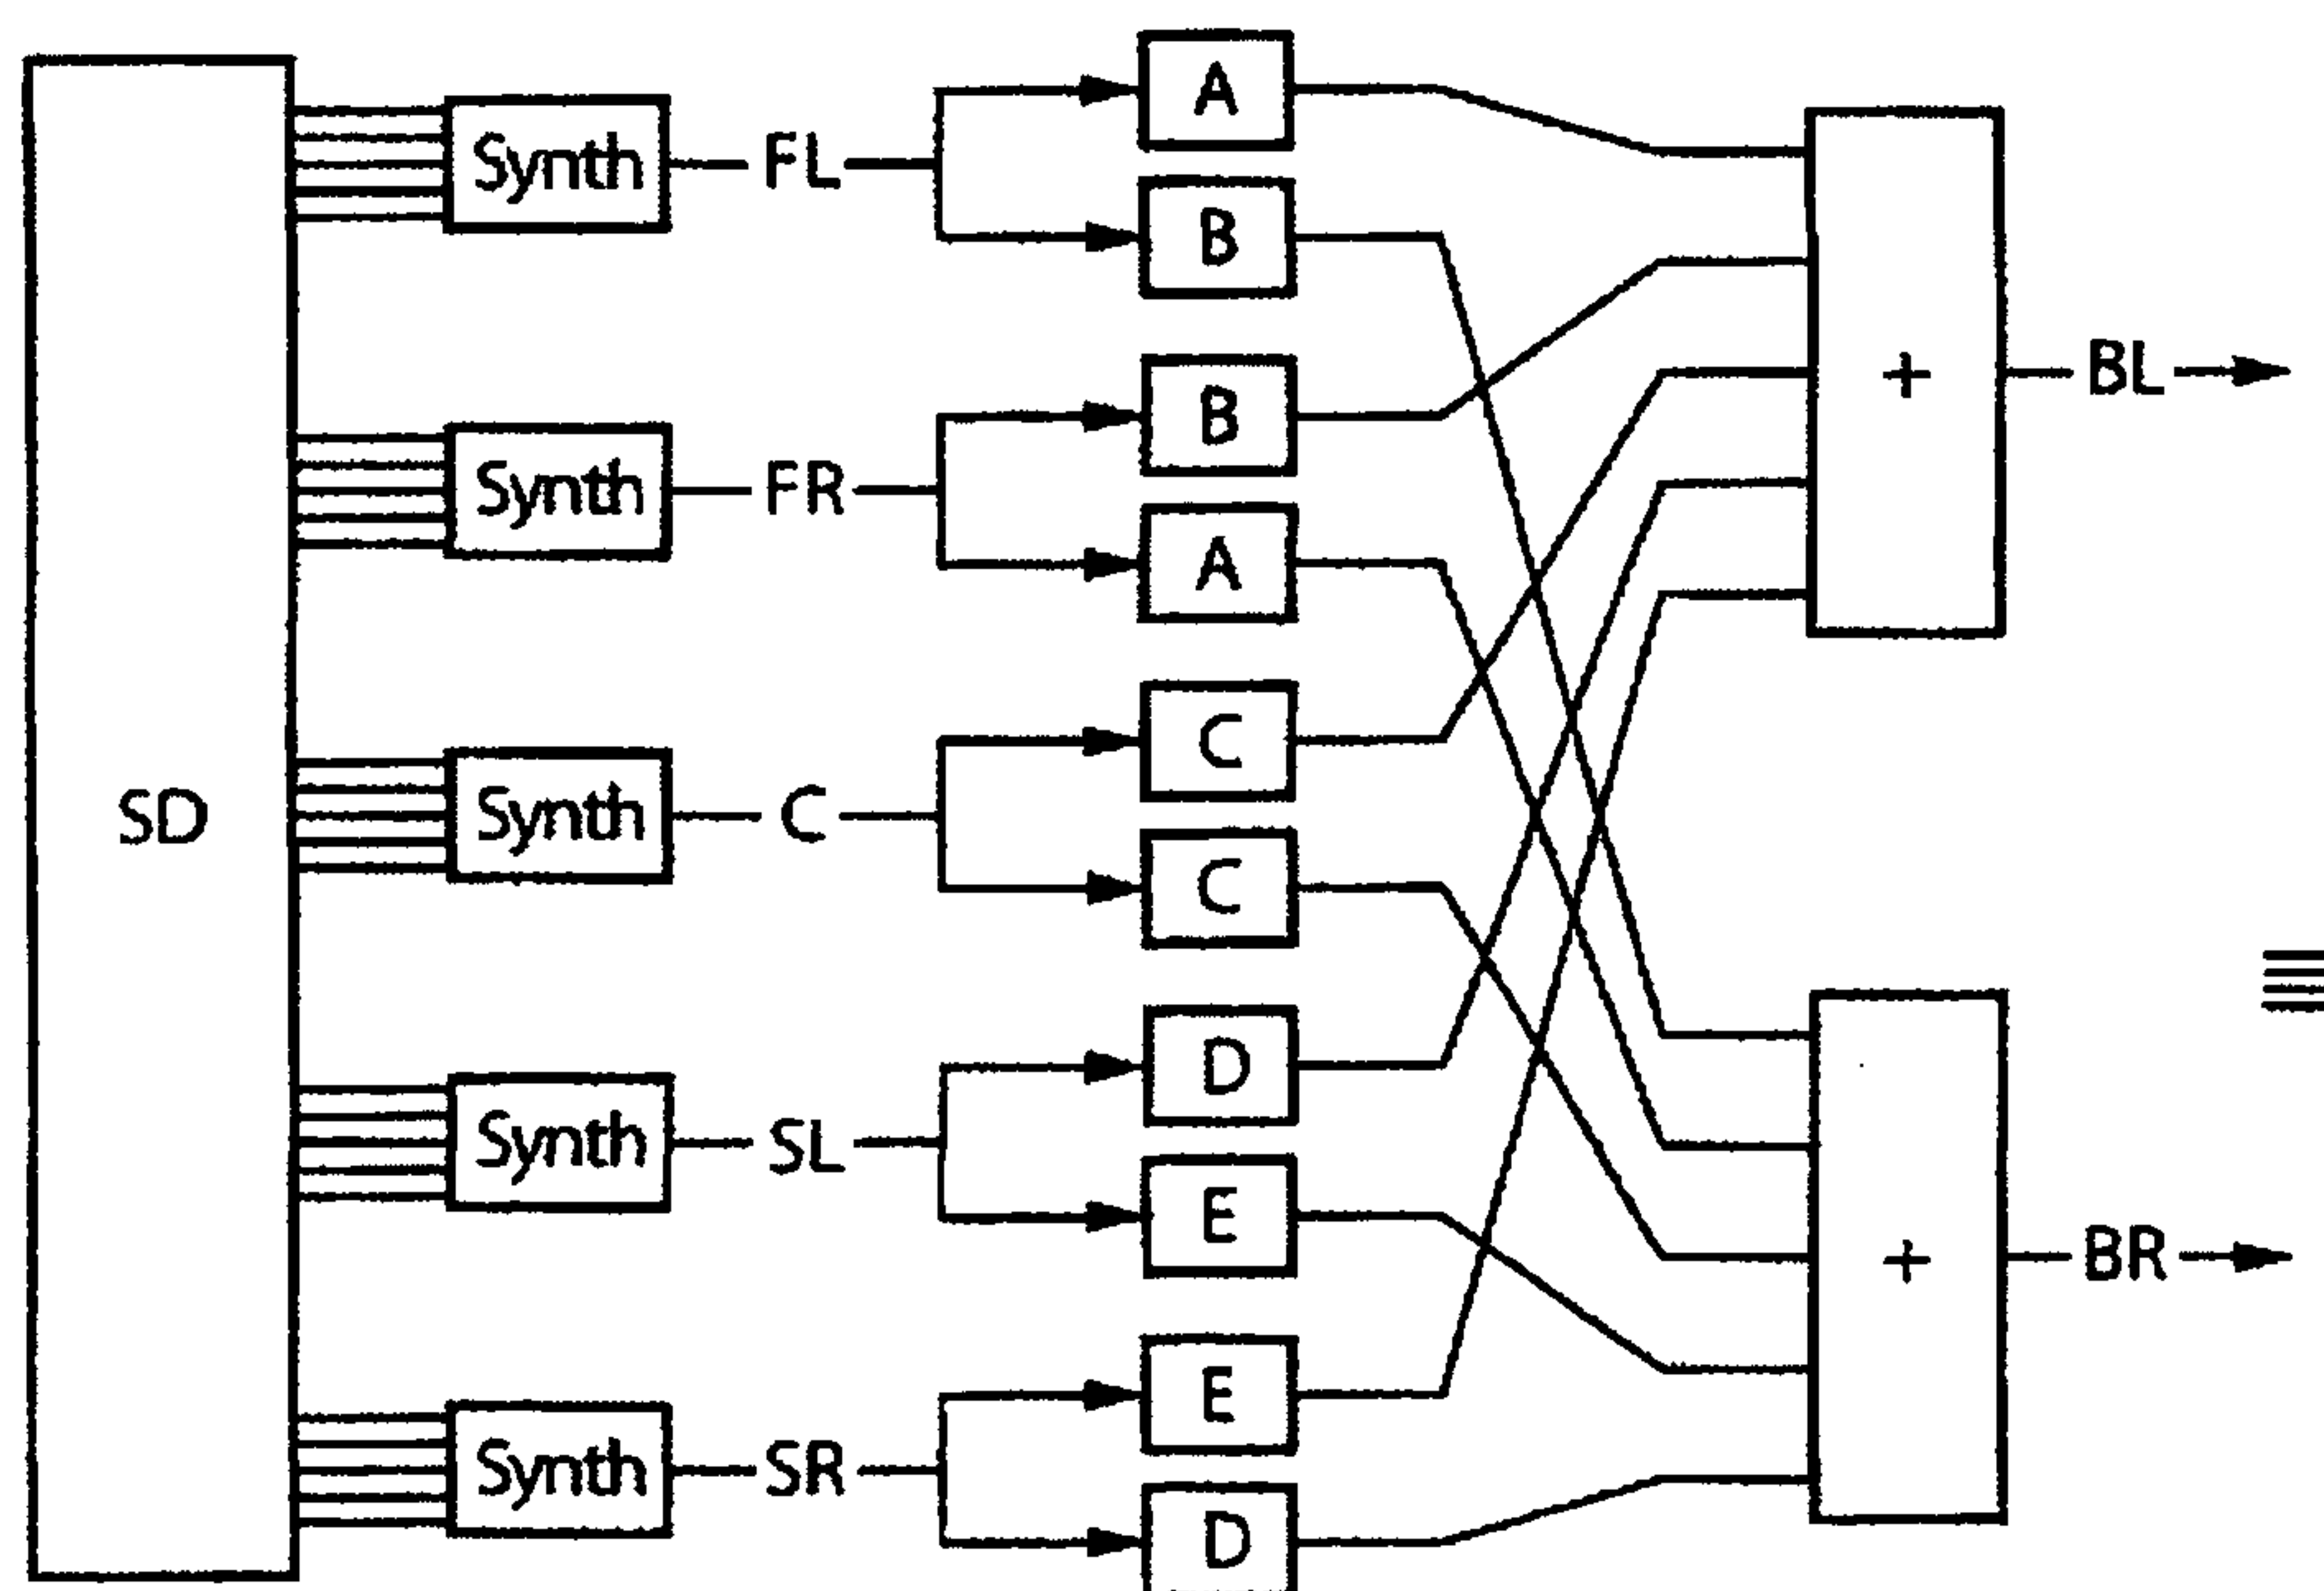 A
Synth FL
B
BL
+
B
Synth FR
A
C
SD Synth C
C
D
Synth SL
E
+ BR
E
Synth SR
D